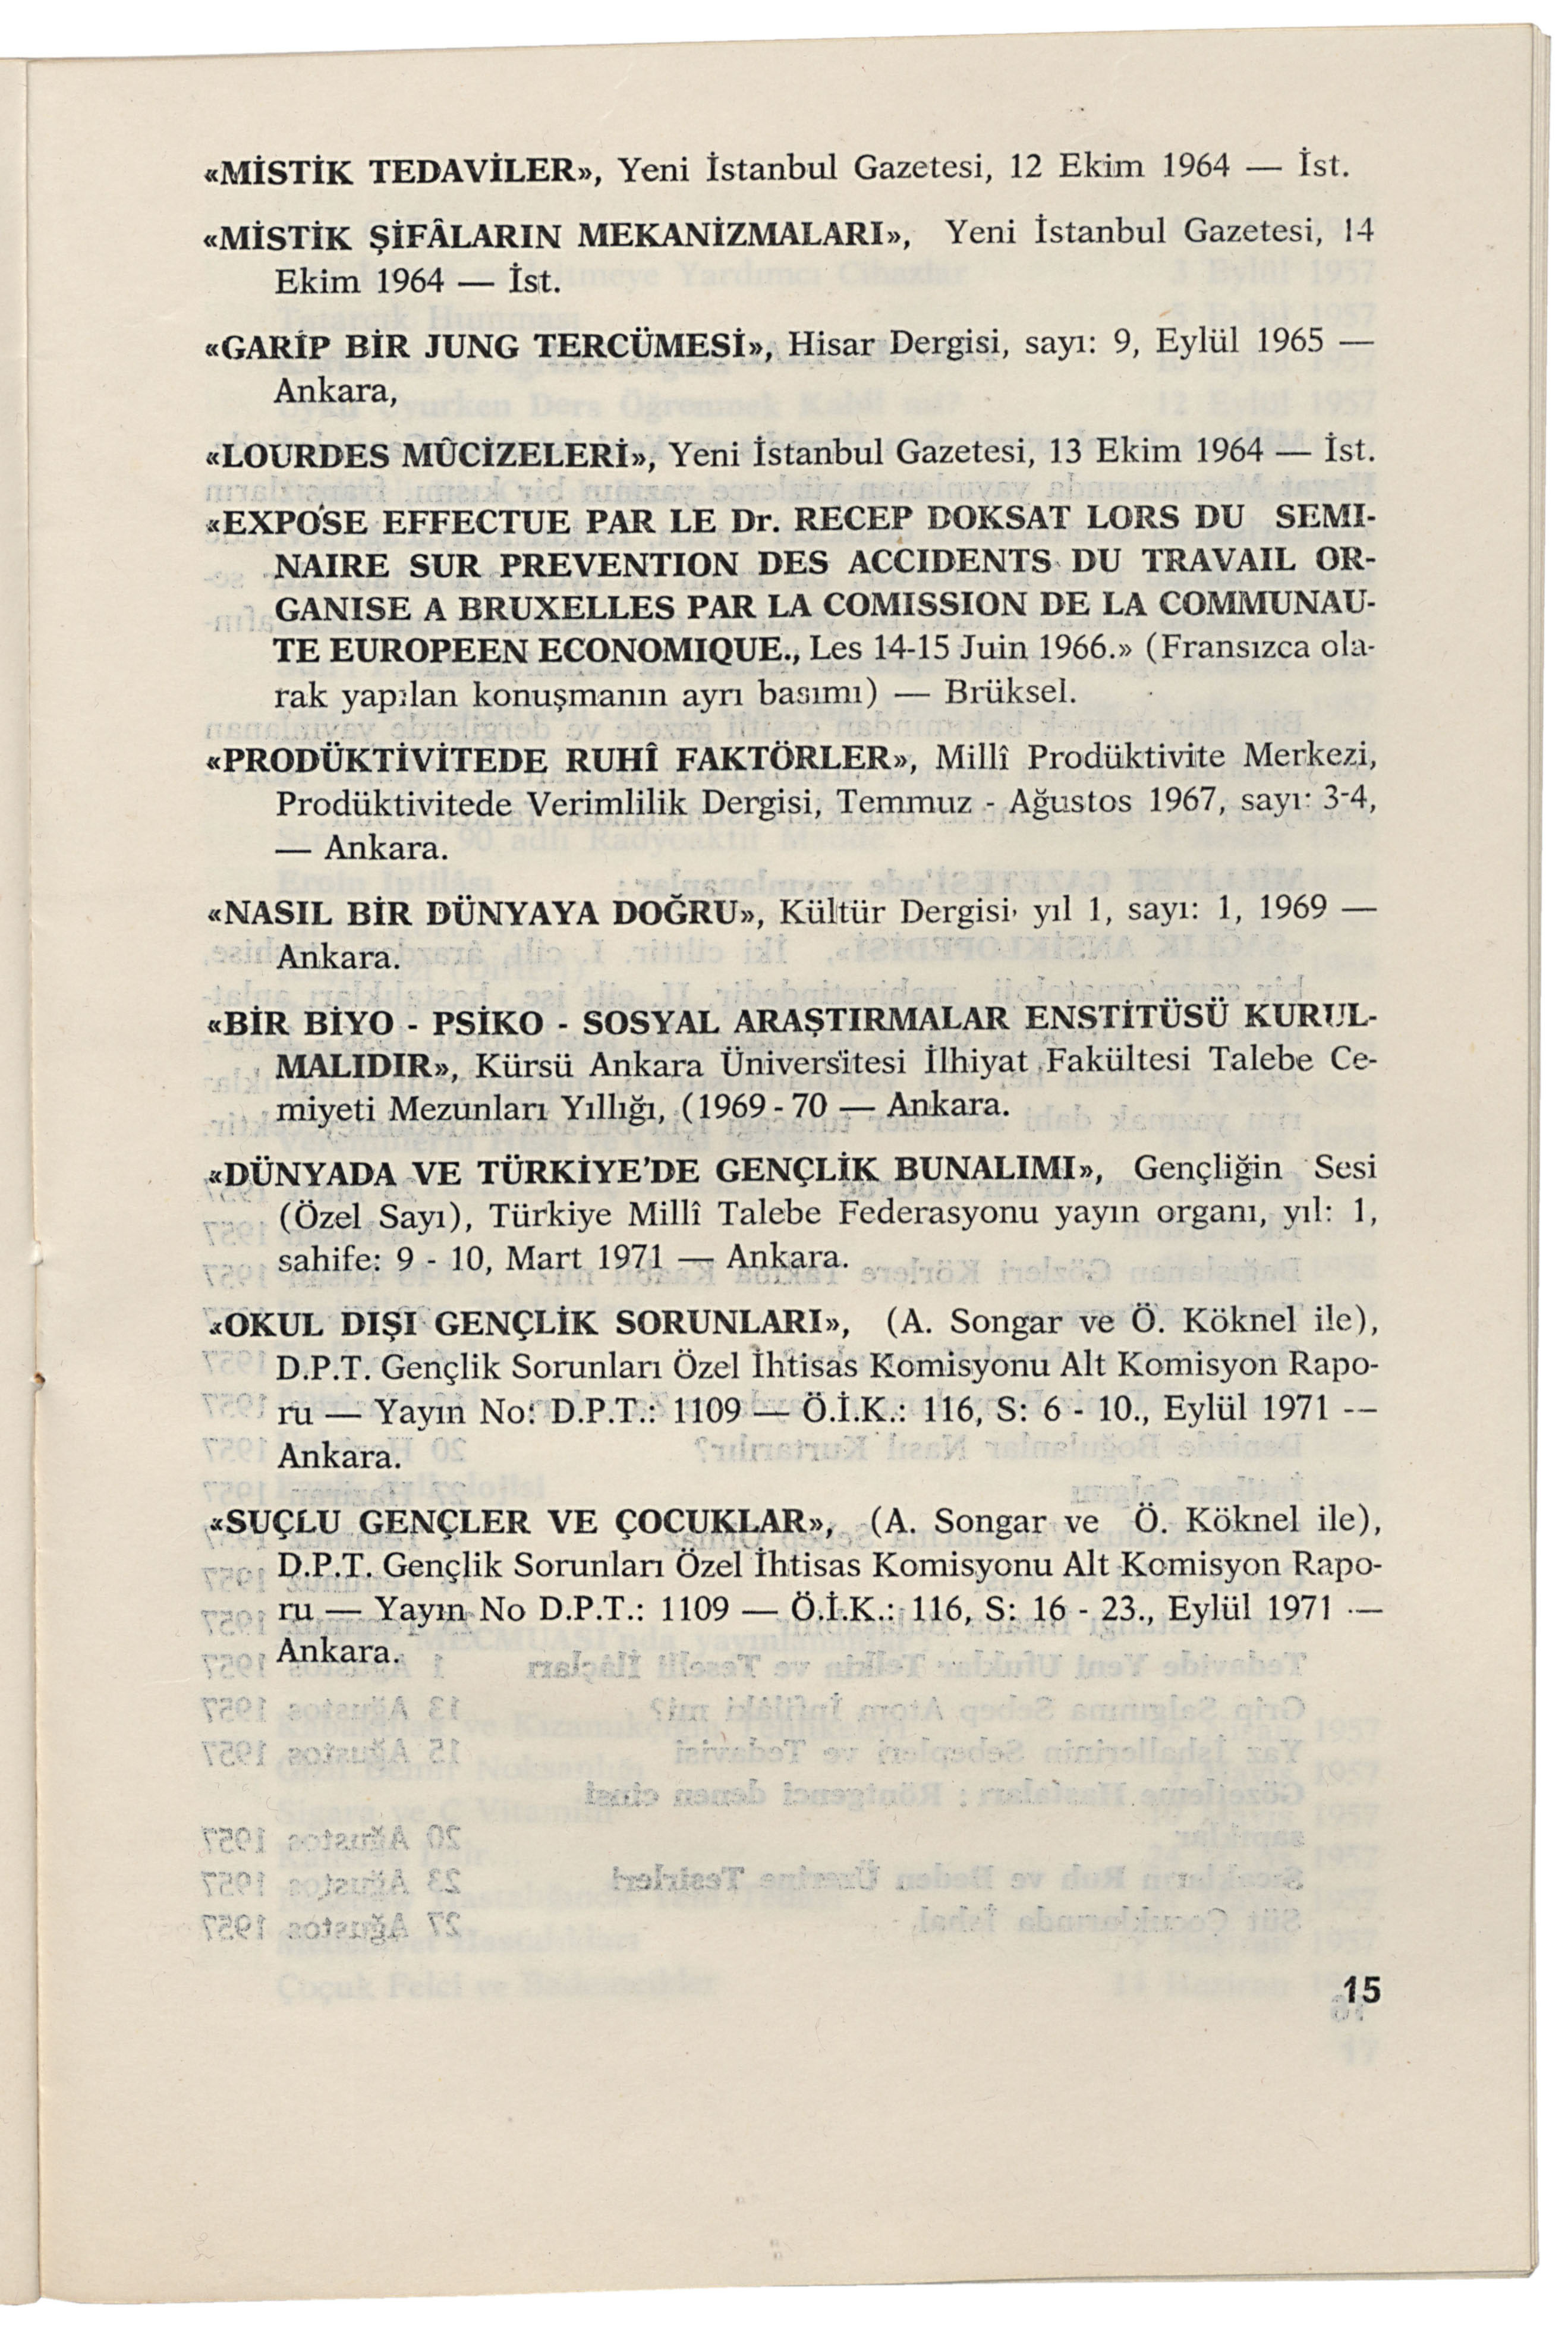 «MİSTİK TEDAVİLER», Yeni İstanbul Gazetesi, 12 Ekim 1964 — İst.
«MİSTİK ŞİFÂLARIN MEKANİZMALARI», Yeni İstanbul Gazetesi, 14
Ekim 1964 — İst.
«GARİP BİR JUNG TERCÜMESİ», Hisar Dergisi, sayı: 9, Eylül 1965 —
Ankara,
«LOURDES MÛCİZELERİ», Yeni İstanbul Gazetesi, 13 Ekim 1964 — İst.
«EXPO'SE EFFECTUE PAR LE Dr. RECEP DOKSAT LORS DU SEMI-
NAIRE SUR PREVENTION DES ACCIDENTS DU TRAVAIL OR-
GANISE A BRUXELLES PAR LA COMISSION DE LA COMMUNAU-
TE EUROPEEN ECONOMIQUE., Les 14-15 Juin 1966.» (Fransızca ola-
rak yapılan konuşmanın ayrı basımı) — Brüksel.
«PRODÜKTİVİTEDE RUHÎ FAKTÖRLER», Millî Prodüktivite Merkezi,
Prodüktivitede Verimlilik Dergisi, Temmuz - Ağustos 1967, sayı: 3-4,
— Ankara.
«NASIL BİR DÜNYAYA DOĞRU», Kültür Dergisi, yıl 1, sayı: 1, 1969 —
Ankara.
«BİR BİYO - PSİKO - SOSYAL ARAŞTIRMALAR ENSTİTÜSÜ KURUL-
MALIDIR», Kürsü Ankara Üniversitesi İlhiyat Fakültesi Talebe Ce-
miyeti Mezunları Yıllığı, (1969 - 70 — Ankara.
«DÜNYADA VE TÜRKİYE'DE GENÇLİK BUNALIMI», Gençliğin Sesi
(Özel Sayı), Türkiye Millî Talebe Federasyonu yayın organı, yıl: 1,
sahife: 9 - 10, Mart 1971 — Ankara.
«OKUL DIŞI GENÇLİK SORUNLARI», (A. Songar ve Ö. Köknel ile),
D.P.T. Gençlik Sorunları Özel İhtisas Komisyonu Alt Komisyon Rapo-
ru — Yayın No: D.P.T.: 1109 — Ö.İ.K.: 116, S: 6 - 10., Eylül 1971 —
Ankara.
«SUÇLU GENÇLER VE ÇOCUKLAR», (A. Songar ve Ö. Köknel ile),
D.P.T. Gençlik Sorunları Özel İhtisas Komisyonu Alt Komisyon Rapo-
ru — Yayın No D.P.T.: 1109 — Ö.İ.K.: 116, S: 16 - 23., Eylül 1971 —
Ankara.
15